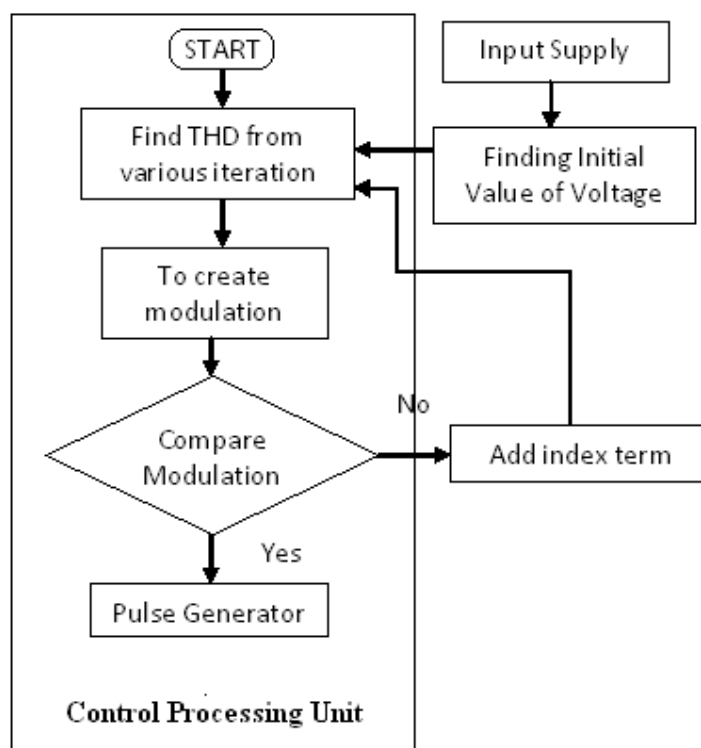 START
Find THD from
various iteration
To create
modulation
Compare
Modulation
Yes
Pulse Generator
Control Processing Unit
Input Supply
Finding Initial
Value of Voltage
No
Add index term